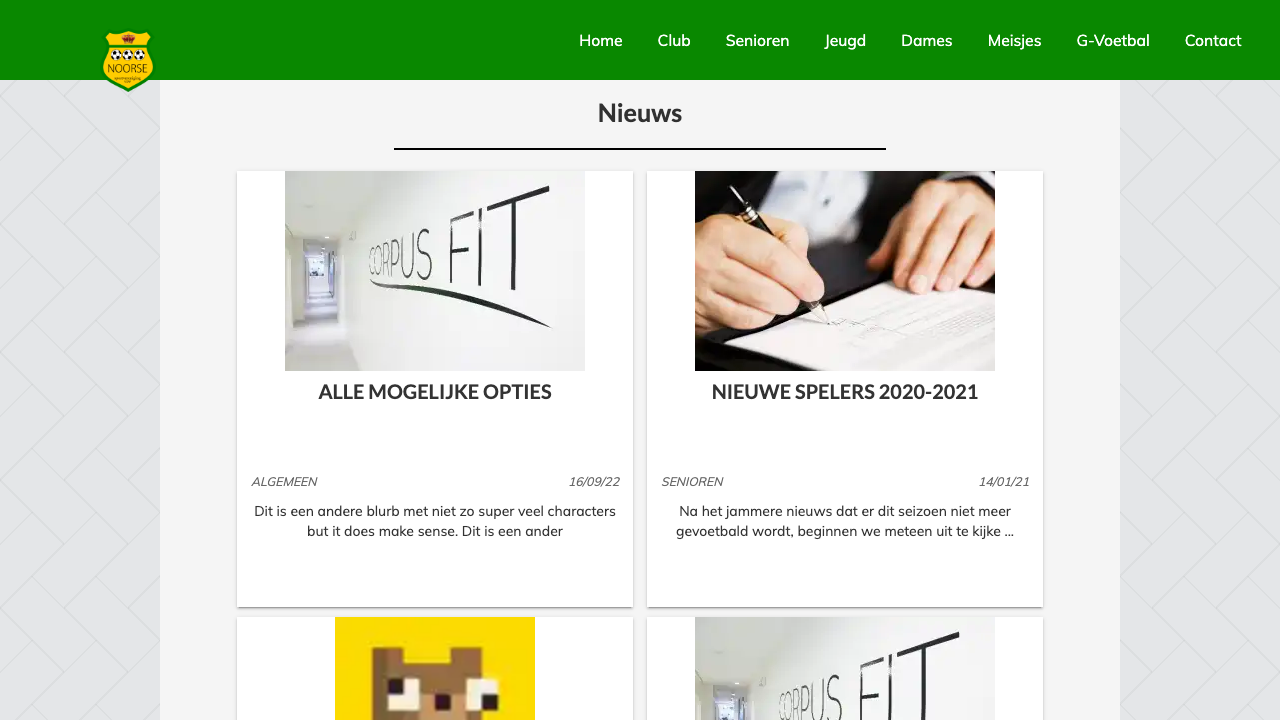 NOORSE
Home Club Senioren Jeugd Dames Meisjes G-Voetbal Contact
Nieuws
CORPUS FIT
ALLE MOGELIJKE OPTIES
ALGEMEEN 16/09/22
Dit is een andere blurb met niet zo super veel characters
but it does make sense. Dit is een ander
NIEUWE SPELERS 2020-2021
SENIOREN 14/01/21
Na het jammere nieuws dat er dit seizoen niet meer
gevoetbald wordt, beginnen we meteen uit te kijke ...
CORPUS FIT